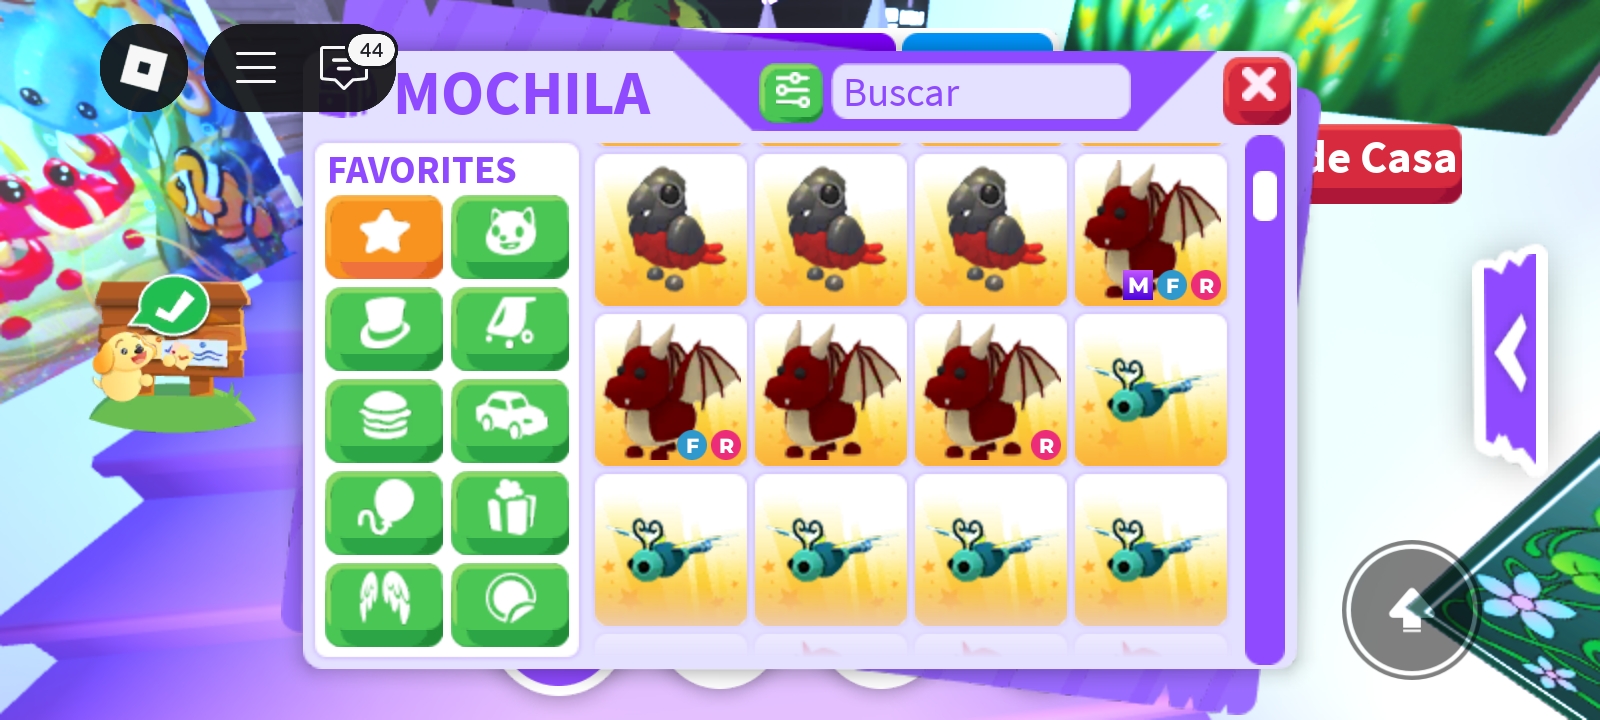 44
MOCHILA
Buscar
de Casa
FAVORITES
M F R
F R
R